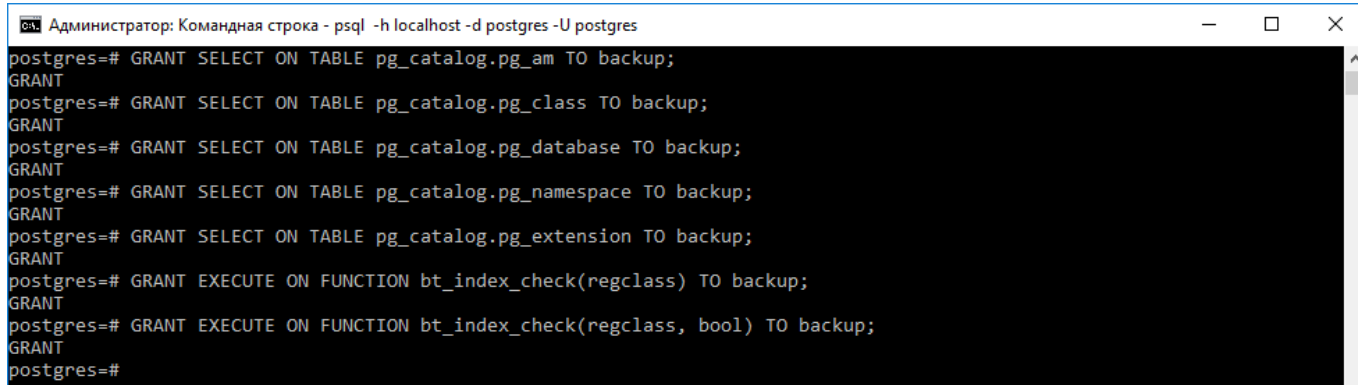 Администратор: Командная строка - psql -h localhost -d postgres -U postgres
postgres=# GRANT SELECT ON TABLE pg_catalog.pg_am TO backup;
GRANT
postgres=# GRANT SELECT ON TABLE pg_catalog.pg_class TO backup;
GRANT
postgres=# GRANT SELECT ON TABLE pg_catalog.pg_database TO backup;
GRANT
postgres=# GRANT SELECT ON TABLE pg_catalog.pg_namespace TO backup;
GRANT
postgres=# GRANT SELECT ON TABLE pg_catalog.pg_extension TO backup;
GRANT
postgres=# GRANT EXECUTE ON FUNCTION bt_index_check(regclass) TO backup;
GRANT
postgres=# GRANT EXECUTE ON FUNCTION bt_index_check(regclass, bool) TO backup;
GRANT
postgres=#